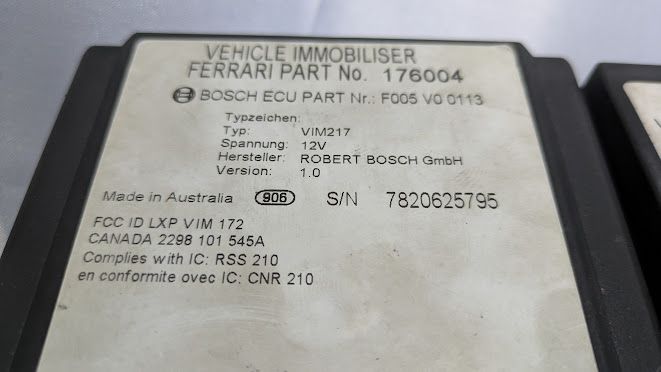 VEHICLE IMMOBILISER
FERRARI PART No. 176004
BOSCH ECU PART Nr.: F005 V0 0113
Typzeichen:
Typ: VIM217
Spannung: 12V
Hersteller: ROBERT BOSCH GmbH
Version: 1.0
Made in Australia 906 S/N 7820625795
FCC ID LXP VIM 172
CANADA 2298 101 545A
Complies with IC: RSS 210
en conformite ovec IC: CNR 210